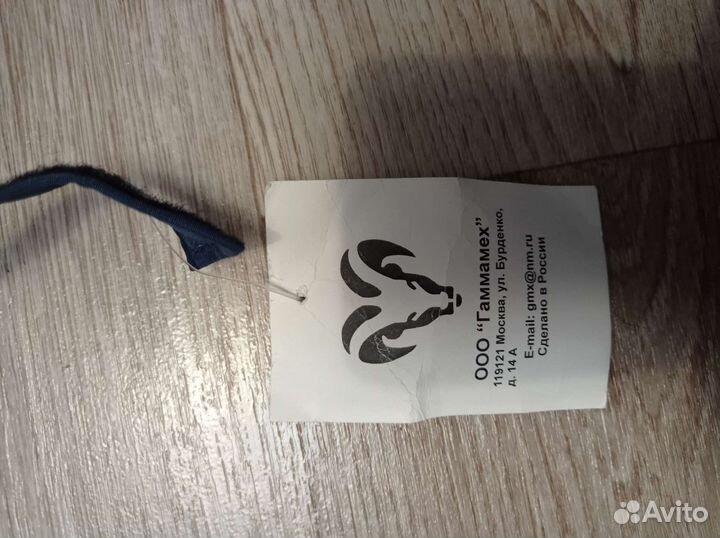 ООО "Гаммамех"
119121 Москва, ул. Бурденко,
д. 14 А
E-mail: gmx@nm.ru
Сделано в России
Avito